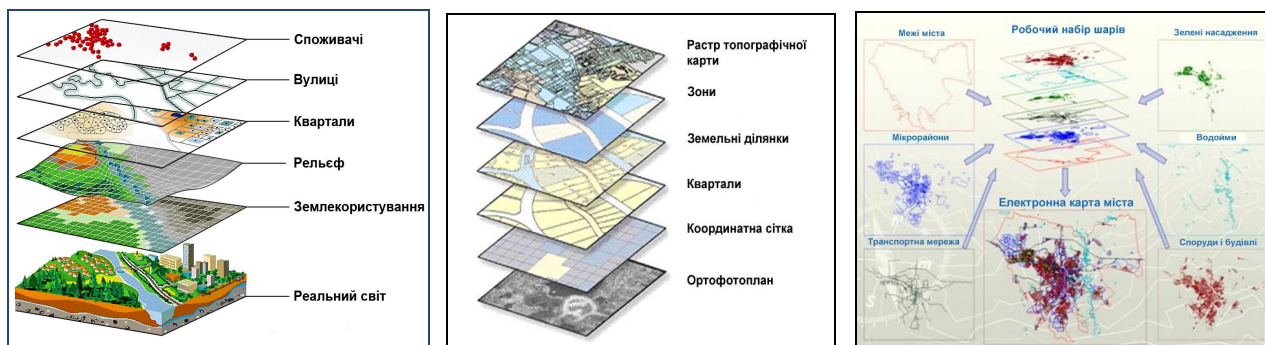 Споживачі
Вулиці
Квартали
Рельєф
Землекористування
Реальний світ
Растр топографічної
карти
Зони
Земельні ділянки
Квартали
Координатна сітка
Ортофотоплан
Межі міста
Робочий набір шарів
Зелені насадження
Мікрорайони
Водойми
Електронна карта міста
Транспортна мережа
Споруди і будівлі